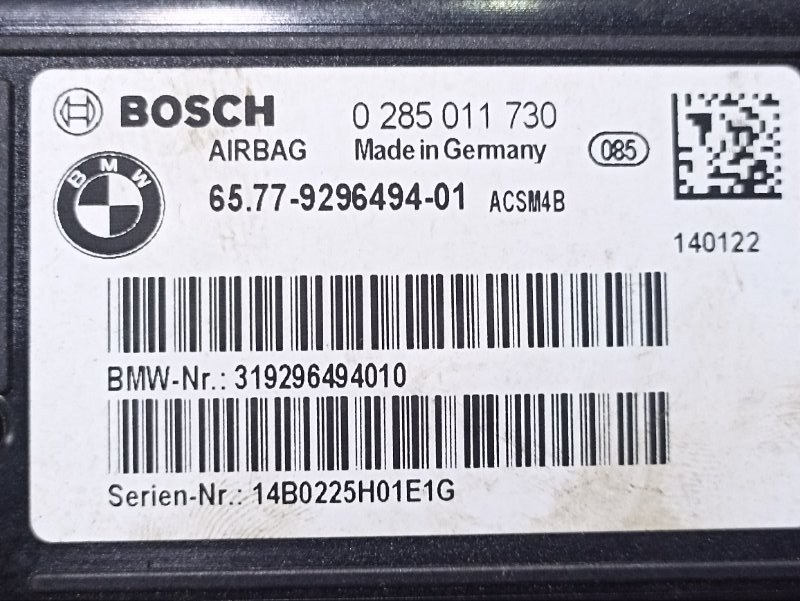 BOSCH 0 285 011 730
AIRBAG Made in Germany 085
BMW
65.77-9296494-01 ACSM4B
140122
BMW-Nr.: 319296494010
Serien-Nr.: 14B0225H01E1G